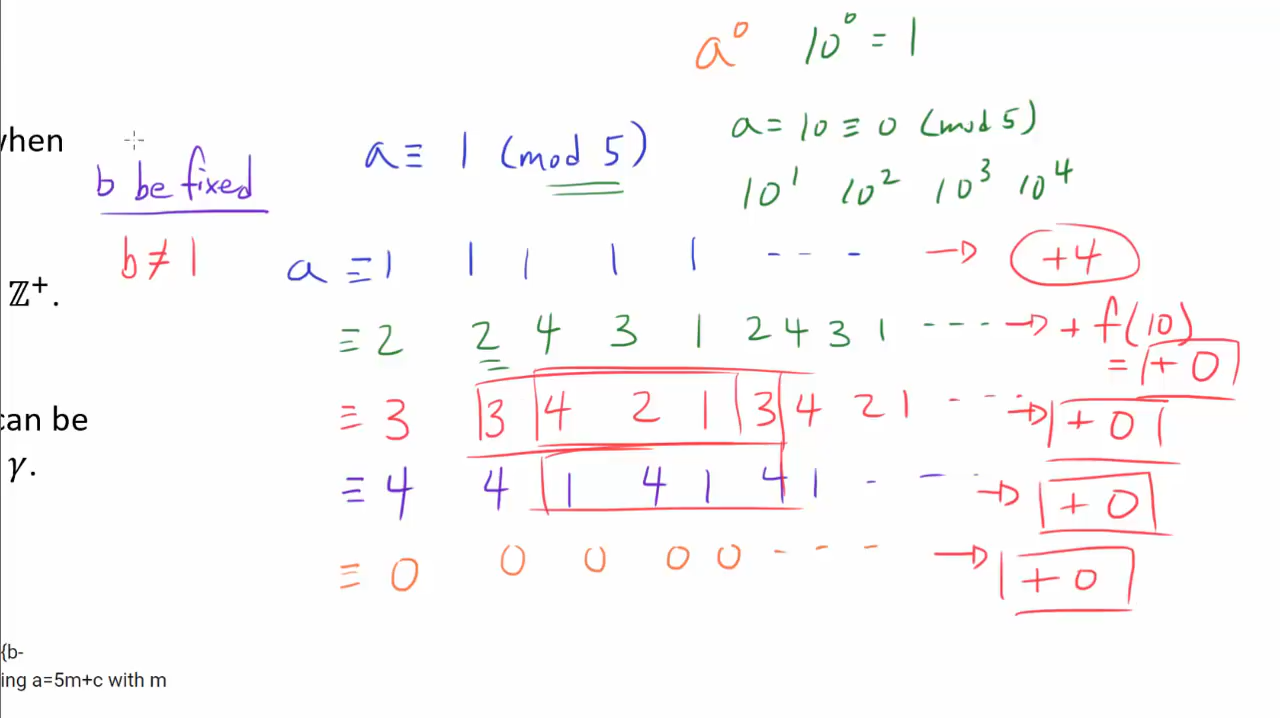 a⁰ 10⁰ = 1
when
b be fixed
a ≡ 1 (mod 5)
a = 10 ≡ 0 (mod 5)
10¹ 10² 10³ 10⁴
b ≠ 1
a ≡ 1 1 1 1 1 - - - → +4
ℤ⁺.
≡ 2 2 4 3 1 2 4 3 1 - - - - → + f(10)
= + 0
≡ 3 3 4 2 1 3 4 2 1 - - - → + 0
can be
γ.
≡ 4 4 1 4 1 4 1 - - - → + 0
≡ 0 0 0 0 0 - - - → + 0
{b-
ing a=5m+c with m